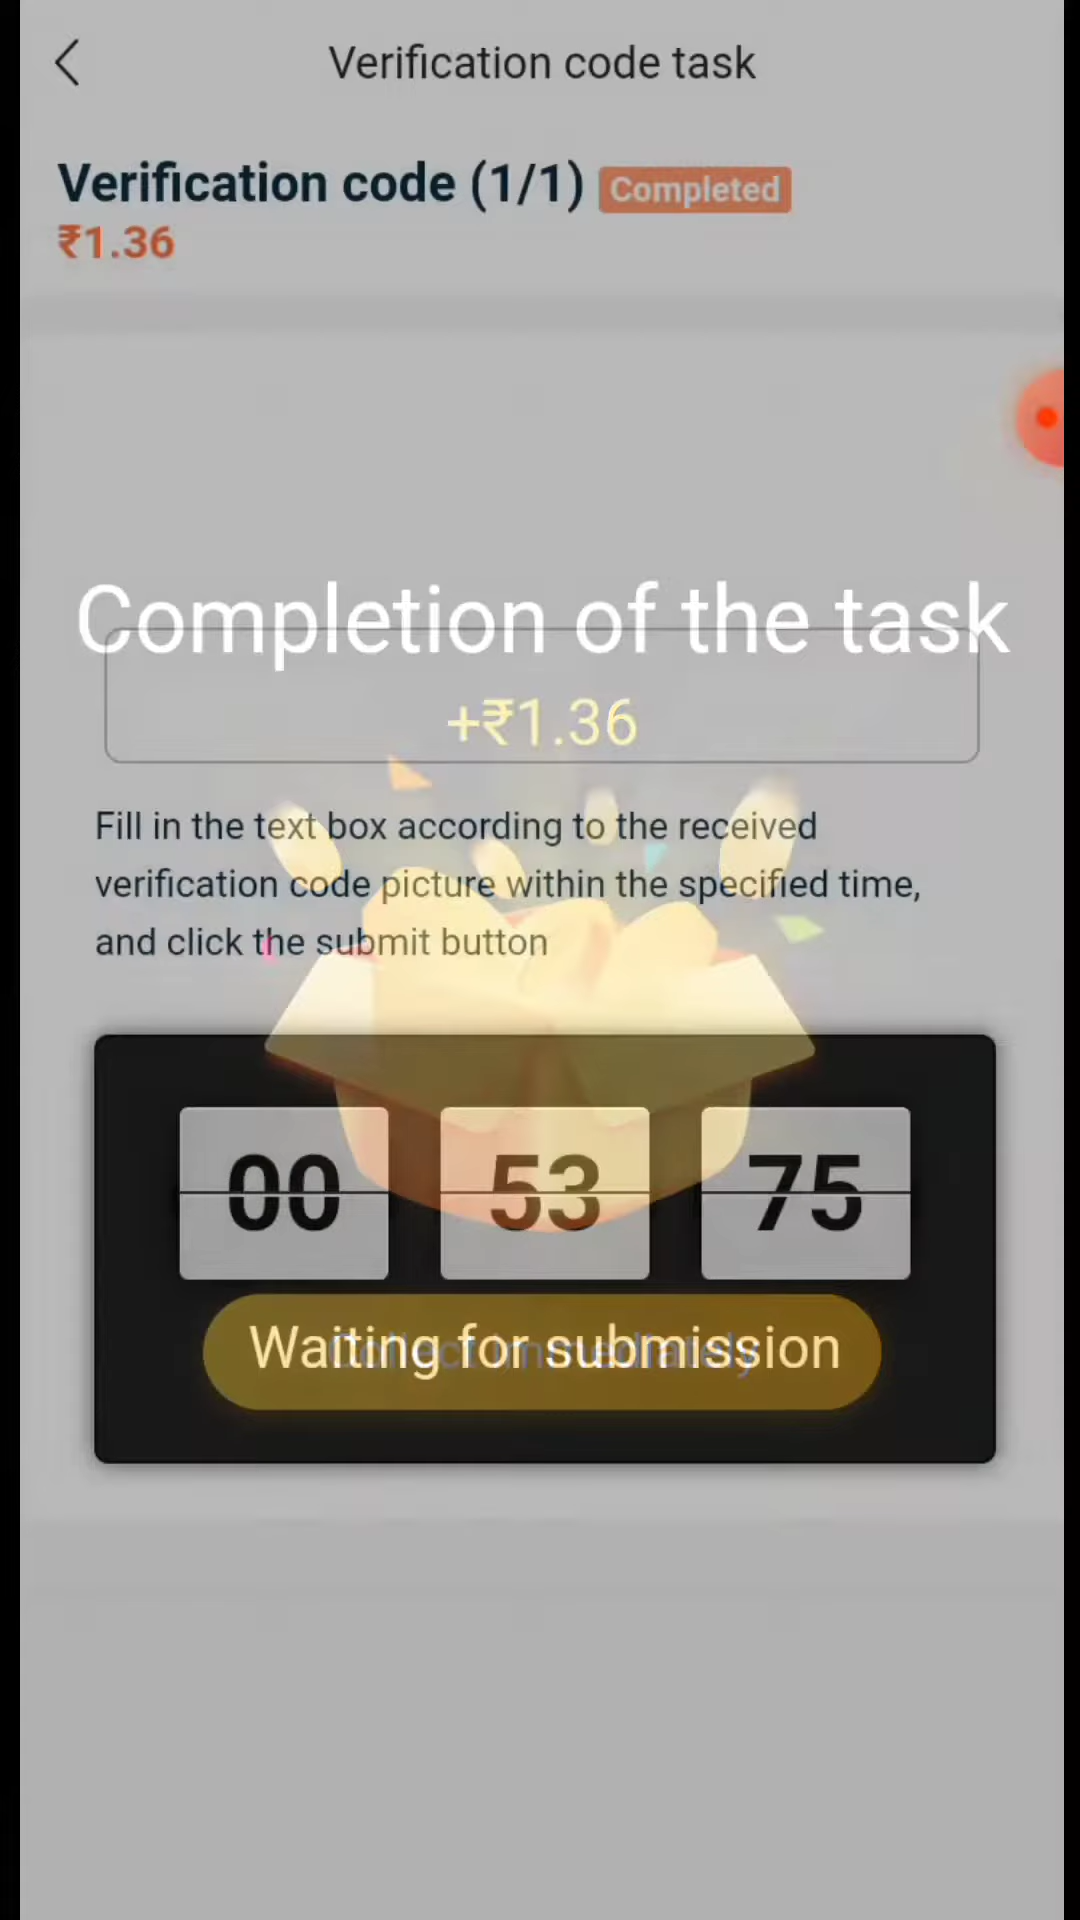 Verification code task
Verification code (1/1) Completed
₹1.36
Completion of the task
+₹1.36
Fill in the text box according to the received
verification code picture within the specified time,
and click the submit button
00 53 75
Waiting for submission
Collect immediately